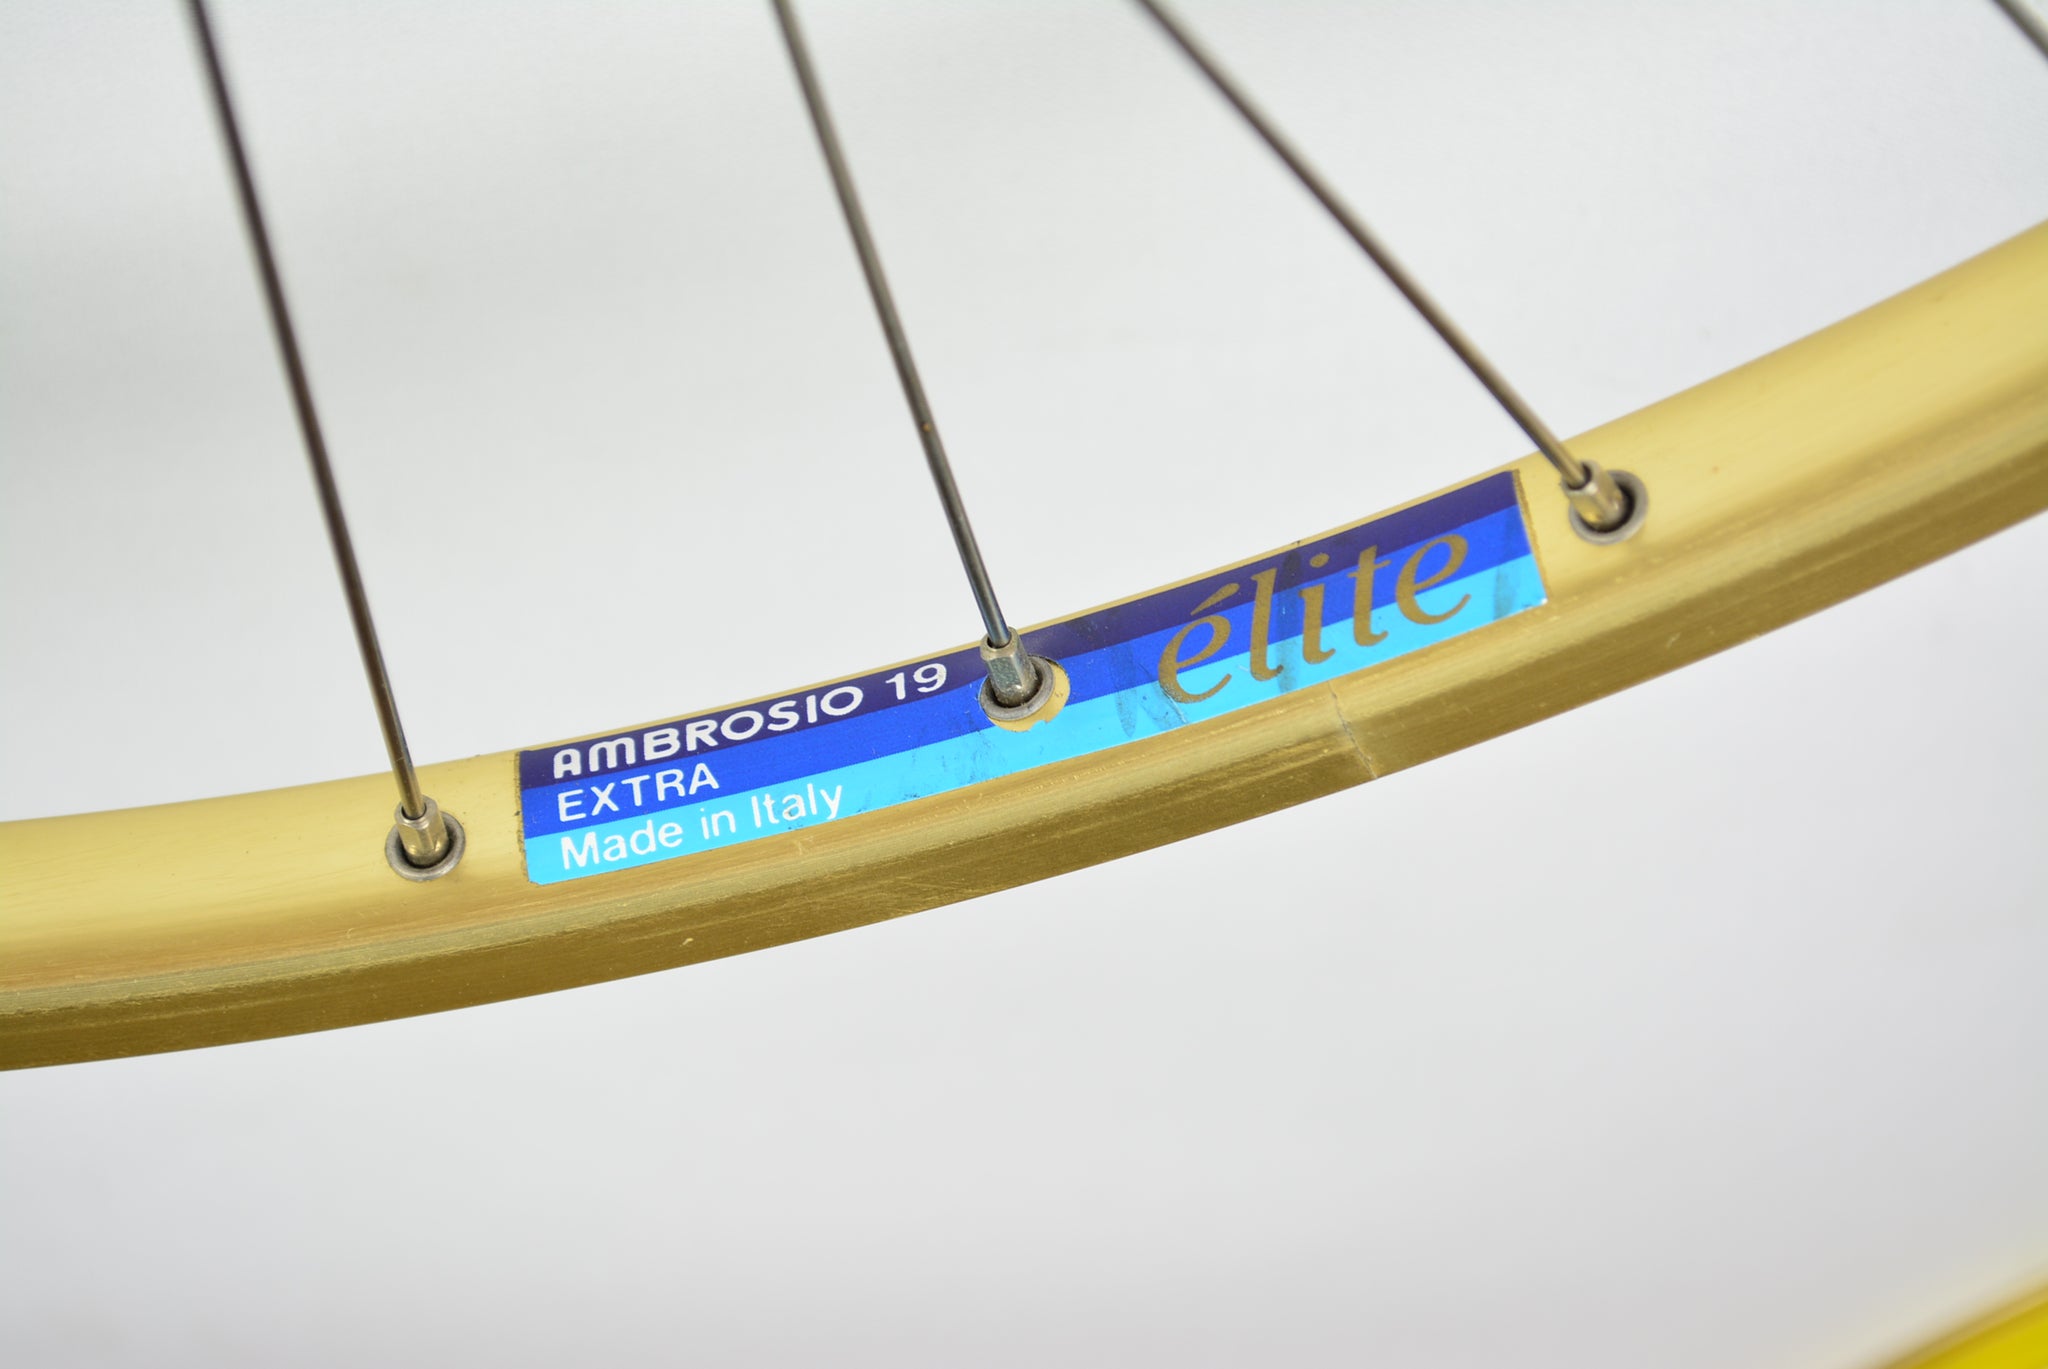 AMBROSIO 19
EXTRA
Made in Italy
élite